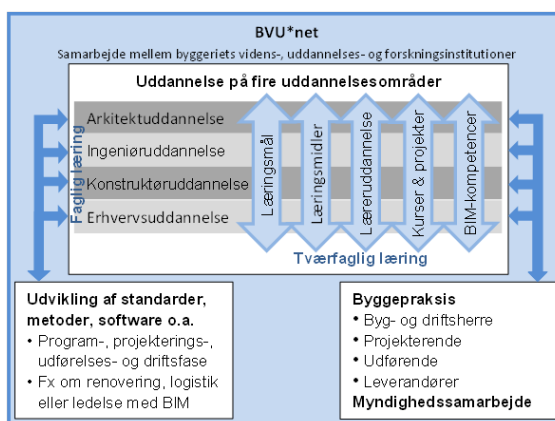 BVU*net
Samarbejde mellem byggeriets videns-, uddannelses- og forskningsinstitutioner
Uddannelse på fire uddannelsesområder
Faglig læring
Arkitektuddannelse
Ingeniøruddannelse
Konstruktøruddannelse
Erhvervsuddannelse
Læringsmål
Læringsmidler
Læreruddannelse
Kurser & projekter
BIM-kompetencer
Tværfaglig læring
Udvikling af standarder,
metoder, software o.a.
• Program-, projekterings-,
udførelses- og driftsfase
• Fx om renovering, logistik
eller ledelse med BIM
Byggepraksis
• Byg- og driftsherre
• Projekterende
• Udførende
• Leverandører
Myndighedssamarbejde